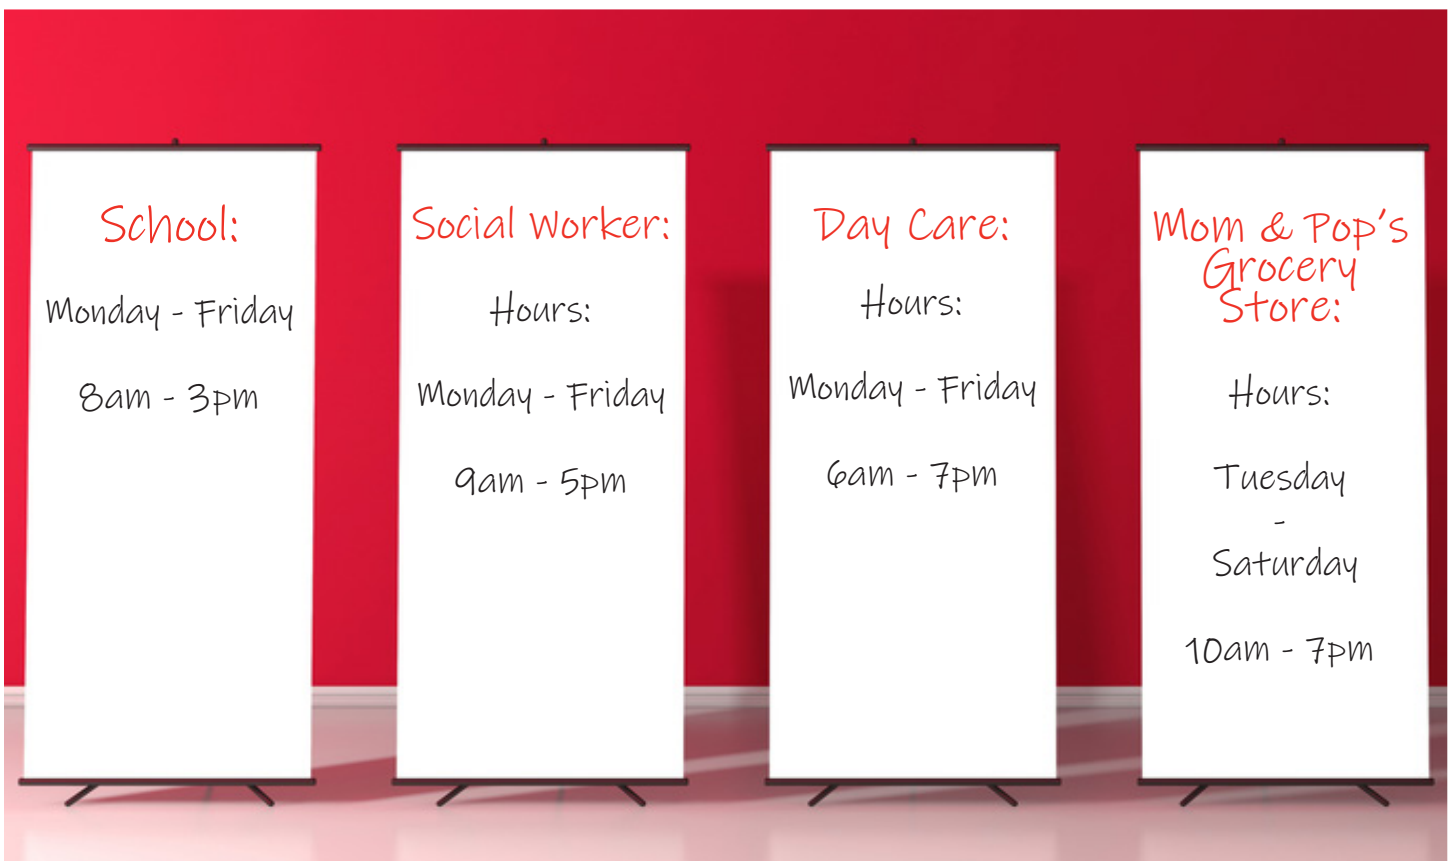 School:
Monday - Friday
8am - 3pm
Social Worker:
Hours:
Monday - Friday
9am - 5pm
Day Care:
Hours:
Monday - Friday
6am - 7pm
Mom & Pop's
Grocery
Store:
Hours:
Tuesday
-
Saturday
10am - 7pm